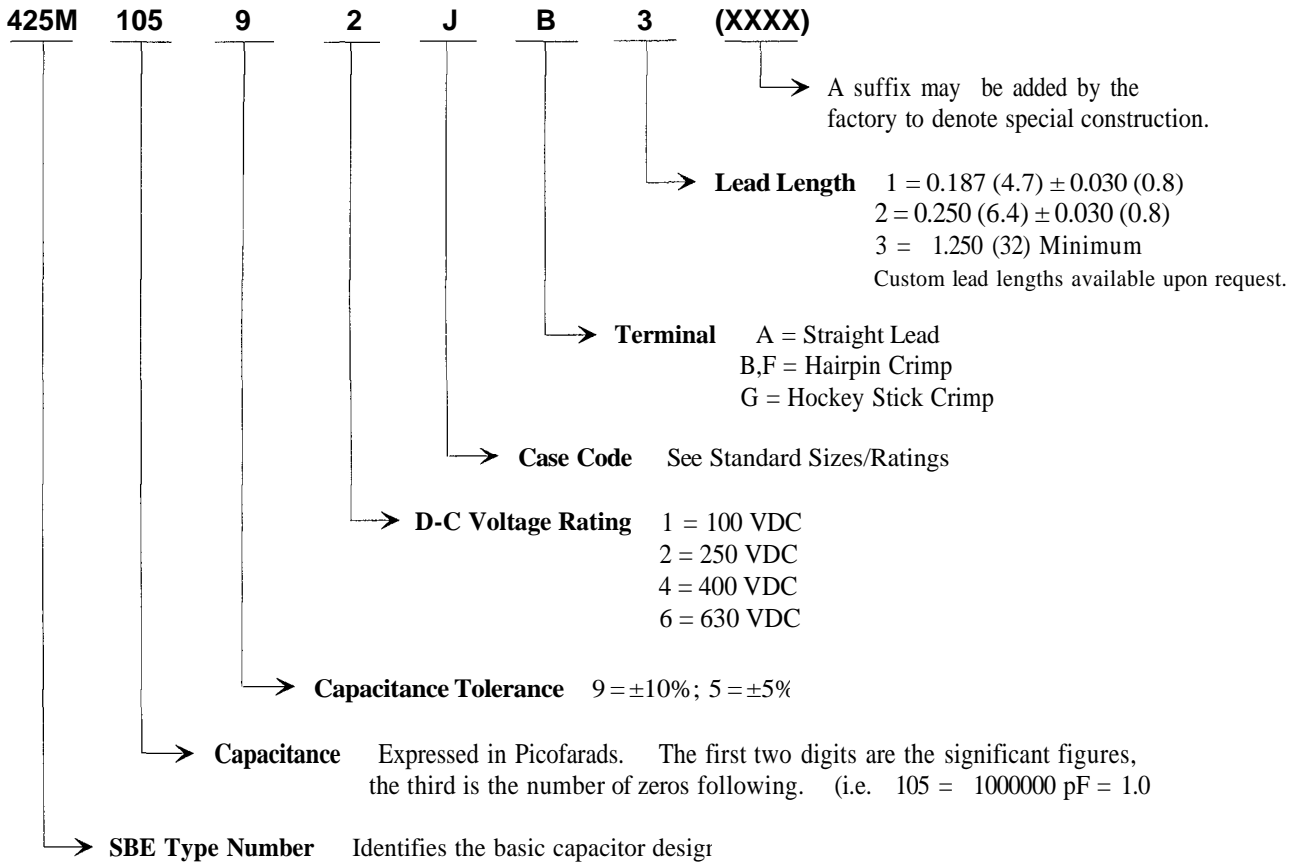 425M 105 9 2 J B 3 (XXXX)
A suffix may be added by the
factory to denote special construction.
Lead Length 1 = 0.187 (4.7) ± 0.030 (0.8)
2 = 0.250 (6.4) ± 0.030 (0.8)
3 = 1.250 (32) Minimum
Custom lead lengths available upon request.
Terminal A = Straight Lead
B,F = Hairpin Crimp
G = Hockey Stick Crimp
Case Code See Standard Sizes/Ratings
D-C Voltage Rating 1 = 100 VDC
2 = 250 VDC
4 = 400 VDC
6 = 630 VDC
Capacitance Tolerance 9 = ±10% ; 5 = ±5%
Capacitance Expressed in Picofarads. The first two digits are the significant figures,
the third is the number of zeros following. (i.e. 105 = 1000000 pF = 1.0
SBE Type Number Identifies the basic capacitor